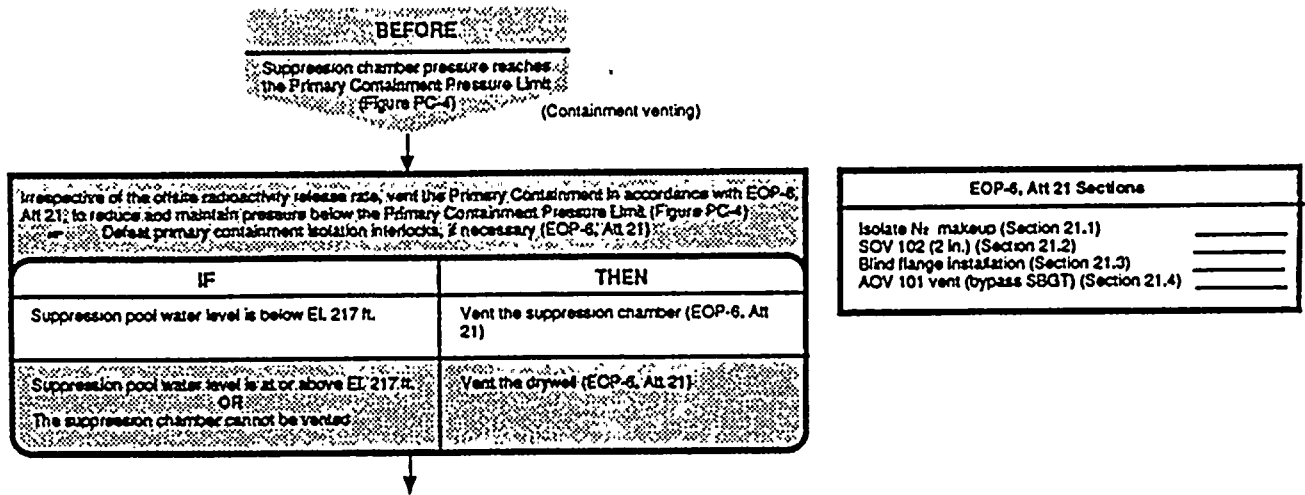 BEFORE
Suppression chamber pressure reaches
the Primary Containment Pressure Limit
(Figure PC-4)
(Containment venting)
Irrespective of the offsite radioactivity release rate, vent the Primary Containment in accordance with EOP-6,
Att 21, to reduce and maintain pressure below the Primary Containment Pressure Limit (Figure PC-4)
Defeat primary containment isolation interlocks, if necessary (EOP-6, Att 21)
IF
THEN
Suppression pool water level is below El. 217 ft.
Vent the suppression chamber (EOP-6, Att
21)
Suppression pool water level is at or above El. 217 ft.
OR
The suppression chamber cannot be vented
Vent the drywell (EOP-6, Att 21)
EOP-6, Att 21 Sections
Isolate N2 makeup (Section 21.1)
SOV 102 (2 in.) (Section 21.2)
Blind flange installation (Section 21.3)
AOV 101 vent (bypass SBGT) (Section 21.4)